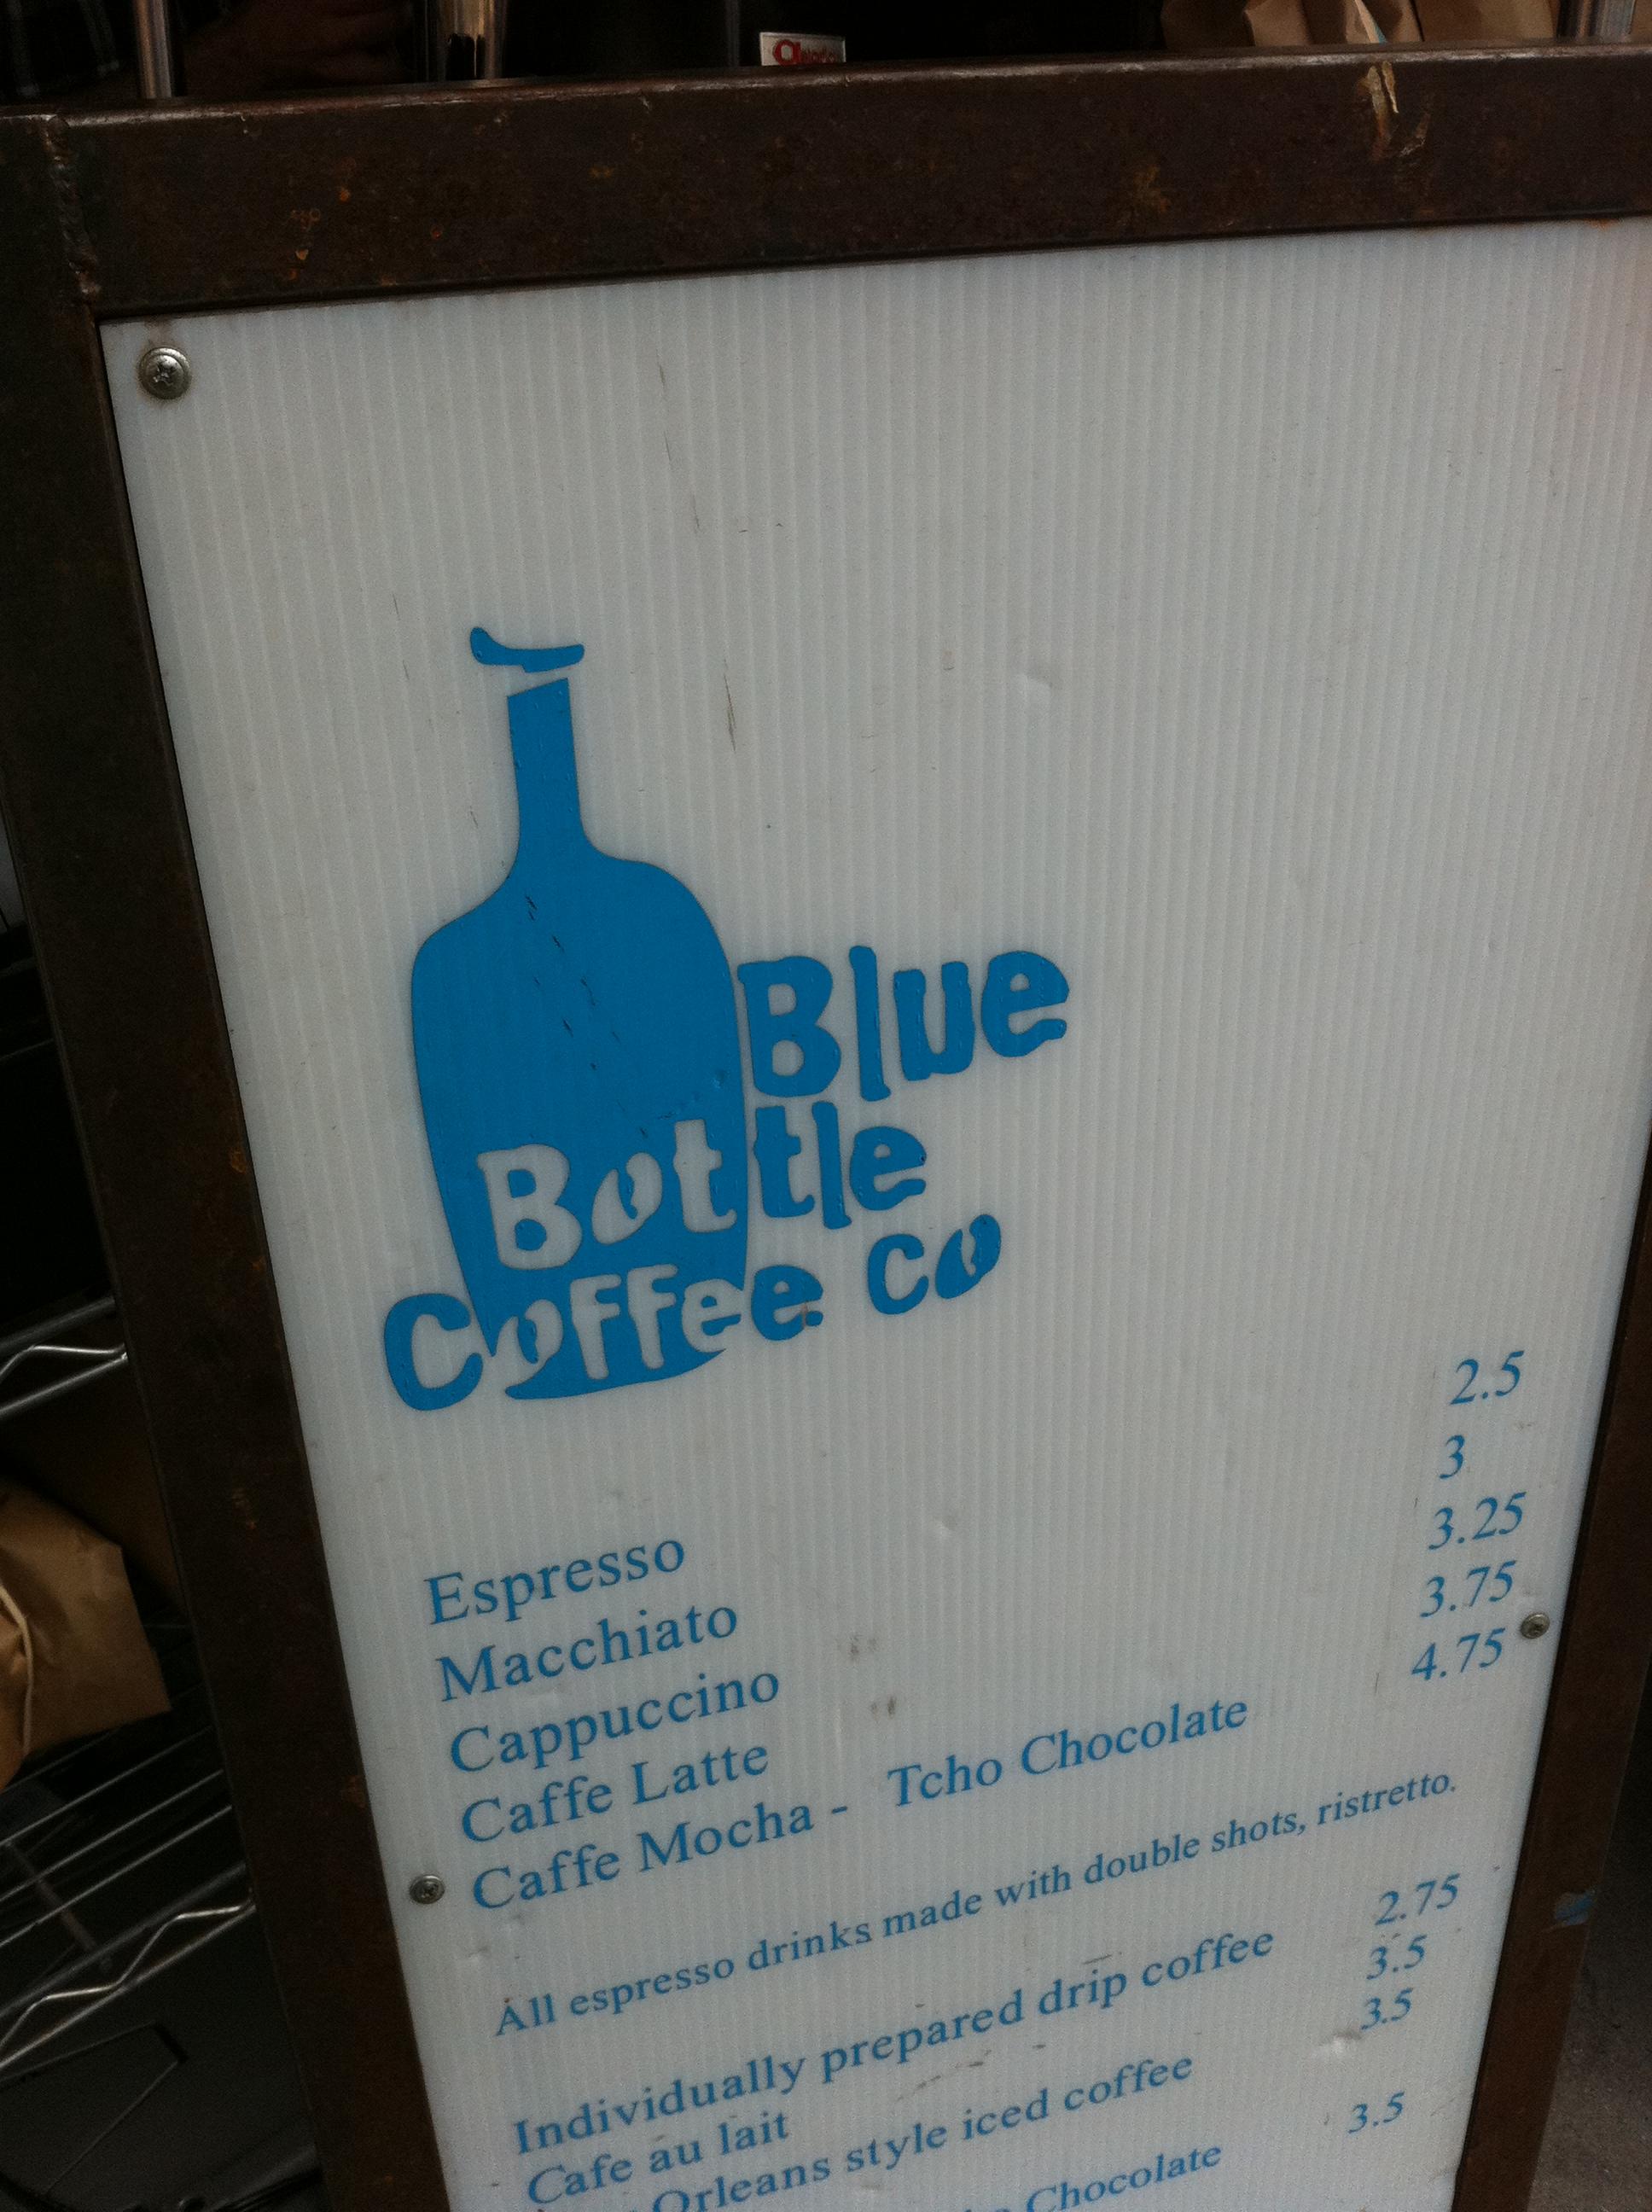 Blue
Bottle
Coffee co
Espresso 2.5
Macchiato 3
Cappuccino 3.25
Caffe Latte 3.75
Caffe Mocha - Tcho Chocolate 4.75
All espresso drinks made with double shots, ristretto.
Individually prepared drip coffee 2.75
Cafe au lait 3.5
Orleans style iced coffee 3.5
Chocolate 3.5